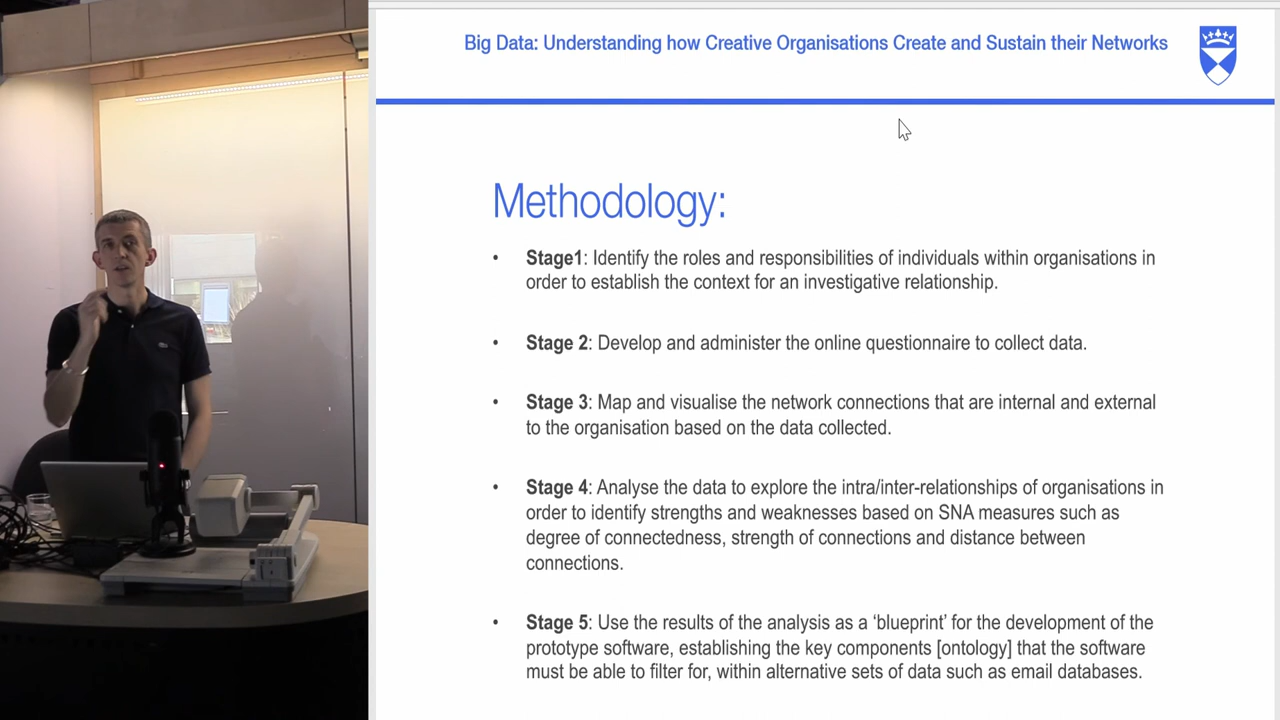 Big Data: Understanding how Creative Organisations Create and Sustain their Networks
Methodology:
• Stage1: Identify the roles and responsibilities of individuals within organisations in
order to establish the context for an investigative relationship.
• Stage 2: Develop and administer the online questionnaire to collect data.
• Stage 3: Map and visualise the network connections that are internal and external
to the organisation based on the data collected.
• Stage 4: Analyse the data to explore the intra/inter-relationships of organisations in
order to identify strengths and weaknesses based on SNA measures such as
degree of connectedness, strength of connections and distance between
connections.
• Stage 5: Use the results of the analysis as a ‘blueprint’ for the development of the
prototype software, establishing the key components [ontology] that the software
must be able to filter for, within alternative sets of data such as email databases.